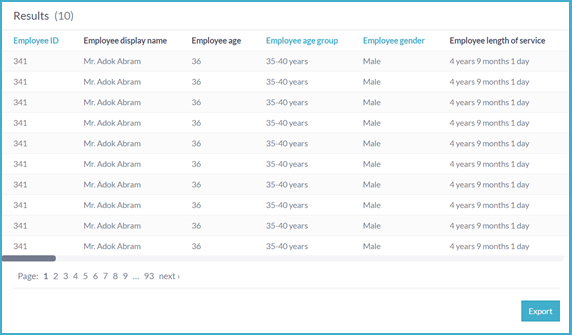 Results (10)
Employee ID Employee display name Employee age Employee age group Employee gender Employee length of service
341 Mr. Adok Abram 36 35-40 years Male 4 years 9 months 1 day
341 Mr. Adok Abram 36 35-40 years Male 4 years 9 months 1 day
341 Mr. Adok Abram 36 35-40 years Male 4 years 9 months 1 day
341 Mr. Adok Abram 36 35-40 years Male 4 years 9 months 1 day
341 Mr. Adok Abram 36 35-40 years Male 4 years 9 months 1 day
341 Mr. Adok Abram 36 35-40 years Male 4 years 9 months 1 day
341 Mr. Adok Abram 36 35-40 years Male 4 years 9 months 1 day
341 Mr. Adok Abram 36 35-40 years Male 4 years 9 months 1 day
341 Mr. Adok Abram 36 35-40 years Male 4 years 9 months 1 day
341 Mr. Adok Abram 36 35-40 years Male 4 years 9 months 1 day
Page: 1 2 3 4 5 6 7 8 9 ... 93 next ›
Export